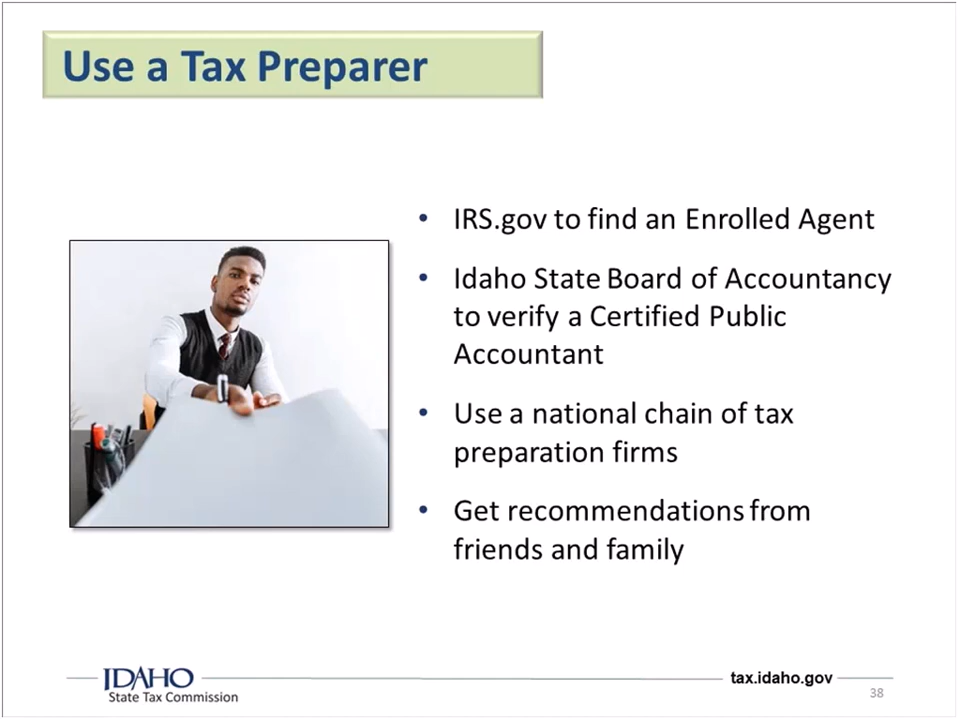 Use a Tax Preparer
• IRS.gov to find an Enrolled Agent
• Idaho State Board of Accountancy
to verify a Certified Public
Accountant
• Use a national chain of tax
preparation firms
• Get recommendations from
friends and family
IDAHO
State Tax Commission
tax.idaho.gov
38